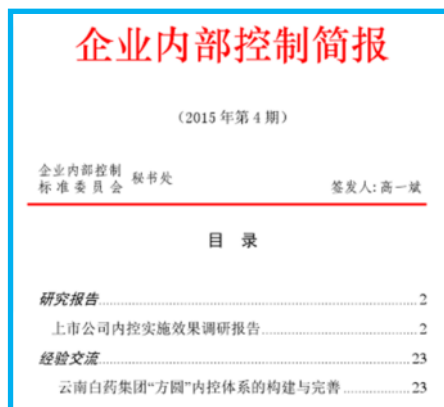 企业内部控制简报
（2015 年第 4 期）
企业内部控制
标准委员会 秘书处 签发人：高一斌
目 录
研究报告........................................2
上市公司内控实施效果调研报告........................................2
经验交流........................................23
云南白药集团“方圆”内控体系的构建与完善........................................23